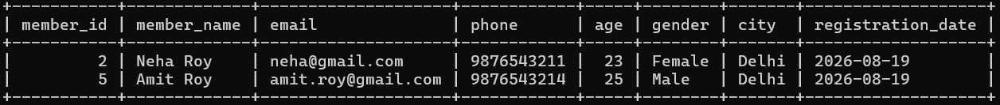 +-----------+-------------+--------------------+------------+-----+--------+-------+-------------------+
| member_id | member_name | email              | phone      | age | gender | city  | registration_date |
+-----------+-------------+--------------------+------------+-----+--------+-------+-------------------+
|         2 | Neha Roy    | neha@gmail.com     | 9876543211 |  23 | Female | Delhi | 2026-08-19        |
|         5 | Amit Roy    | amit.roy@gmail.com | 9876543214 |  25 | Male   | Delhi | 2026-08-19        |
+-----------+-------------+--------------------+------------+-----+--------+-------+-------------------+